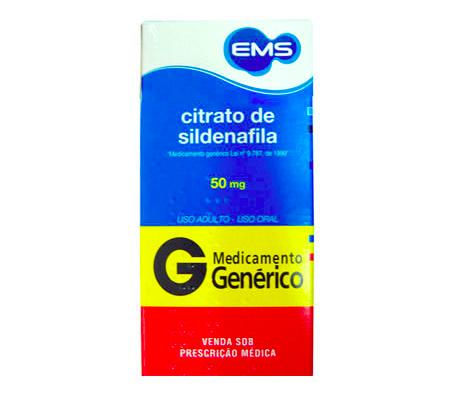 EMS
citrato de
sildenafila
"Medicamento genérico Lei nº 9.787, de 1999"
50 mg
USO ADULTO - USO ORAL
G Medicamento
Genérico
VENDA SOB
PRESCRIÇÃO MÉDICA